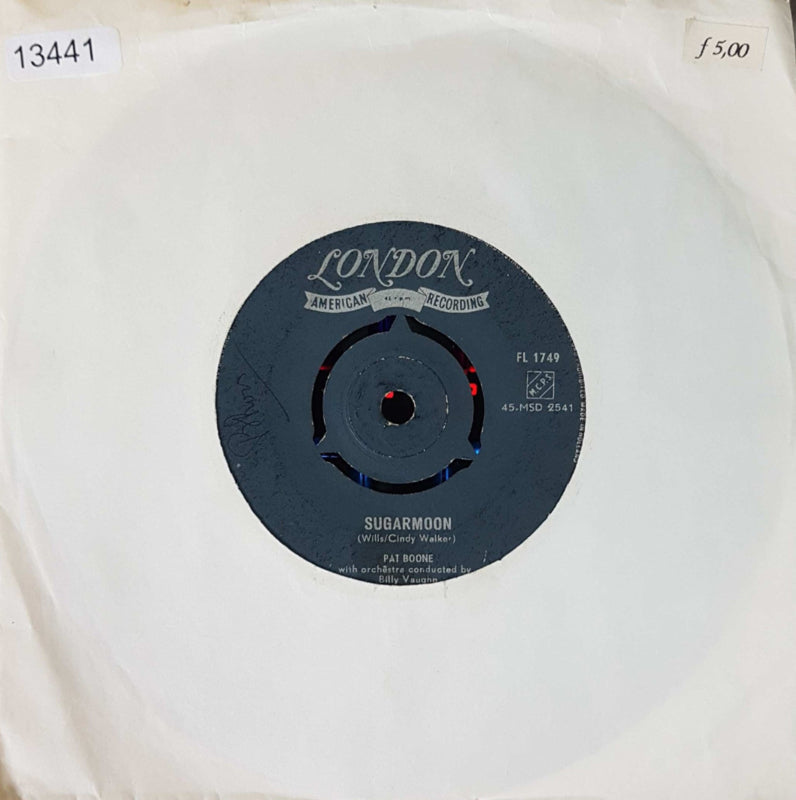 13441
ƒ 5,00
LONDON
AMERICAN RECORDING
FL 1749
M.C.P.S.
45-MSD 2541
SUGARMOON
(Wills/Cindy Walker)
PAT BOONE
with orchestra conducted by
Billy Vaughn